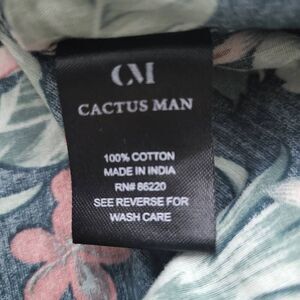 CM
CACTUS MAN
100% COTTON
MADE IN INDIA
RN# 86220
SEE REVERSE FOR
WASH CARE